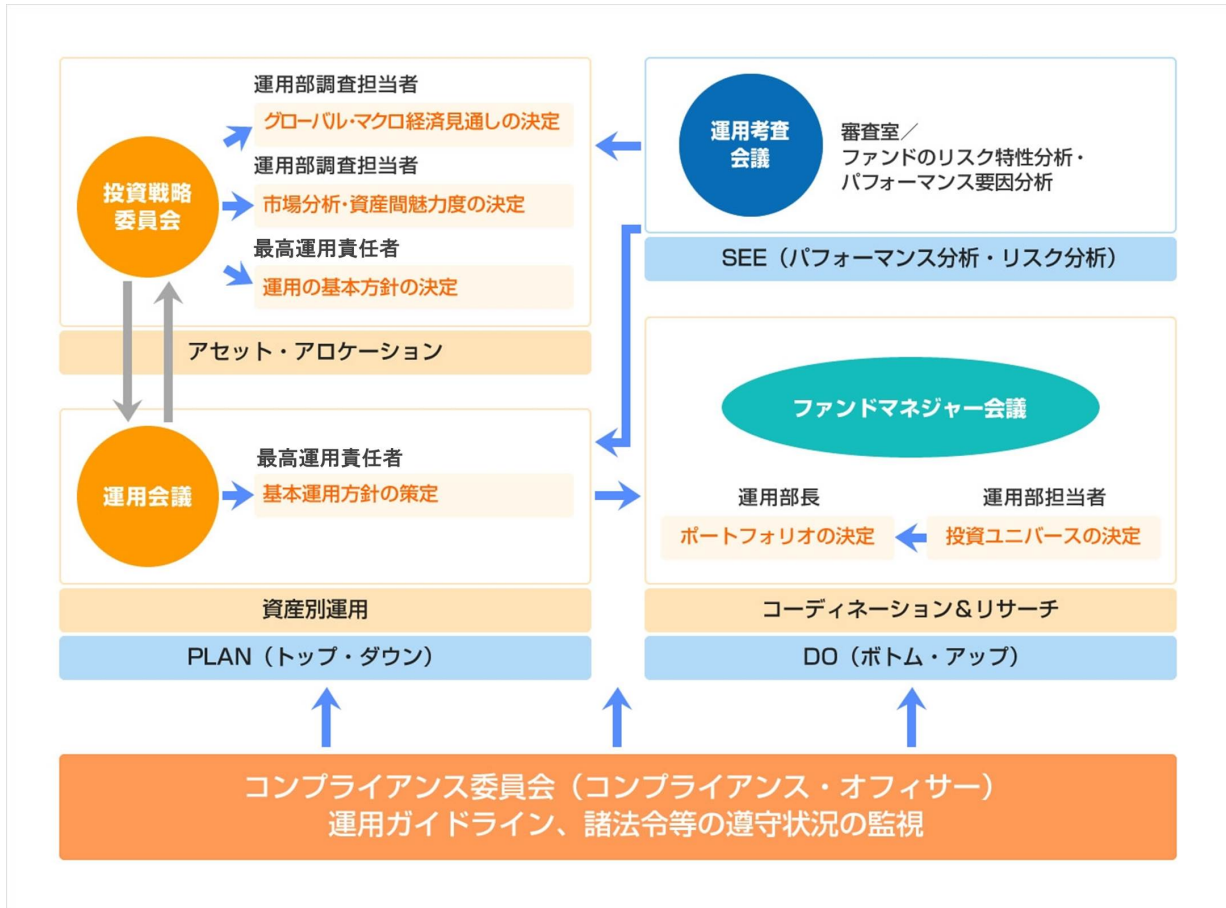 投資戦略
委員会
運用部調査担当者
グローバル・マクロ経済見通しの決定
運用部調査担当者
市場分析・資産間魅力度の決定
最高運用責任者
運用の基本方針の決定
アセット・アロケーション
運用考査
会議
審査室／
ファンドのリスク特性分析・
パフォーマンス要因分析
SEE（パフォーマンス分析・リスク分析）
運用会議
最高運用責任者
基本運用方針の策定
資産別運用
PLAN（トップ・ダウン）
ファンドマネジャー会議
運用部長
ポートフォリオの決定
運用部担当者
投資ユニバースの決定
コーディネーション＆リサーチ
DO（ボトム・アップ）
コンプライアンス委員会（コンプライアンス・オフィサー）
運用ガイドライン、諸法令等の遵守状況の監視